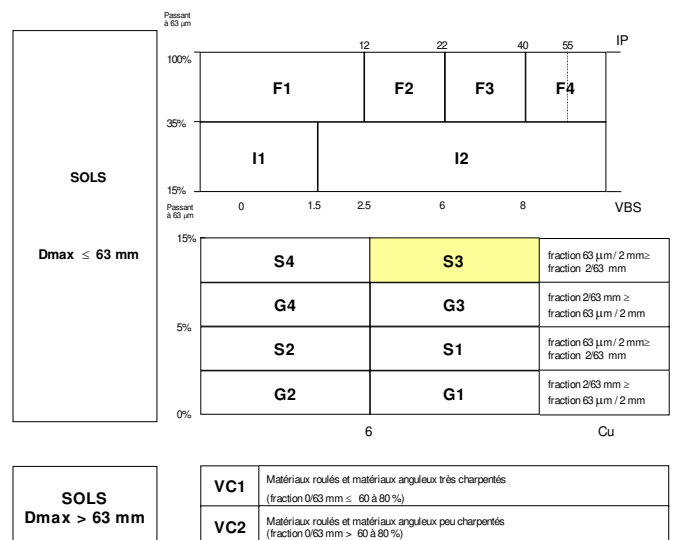 Passant
à 63 µm
12 22 40 55 IP
100%
F1 F2 F3 F4
35%
I1 I2
SOLS
15%
Passant
à 63 µm
0 1.5 2.5 6 8 VBS
15%
Dmax ≤ 63 mm
S4 S3 fraction 63 µm / 2 mm≥
fraction 2/63 mm
G4 G3 fraction 2/63 mm ≥
fraction 63 µm / 2 mm
5%
S2 S1 fraction 63 µm / 2 mm≥
fraction 2/63 mm
G2 G1 fraction 2/63 mm ≥
fraction 63 µm / 2 mm
0%
6 Cu
SOLS
Dmax > 63 mm
VC1 Matériaux roulés et matériaux anguleux très charpentés
(fraction 0/63 mm ≤ 60 à 80 %)
VC2 Matériaux roulés et matériaux anguleux peu charpentés
(fraction 0/63 mm > 60 à 80 %)